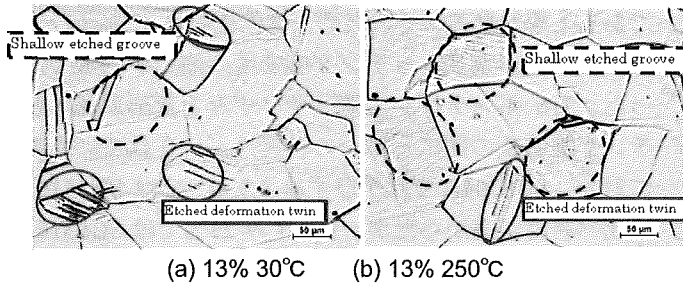 Shallow etched groove
Etched deformation twin
50 μm
Shallow etched groove
Etched deformation twin
50 μm
(a) 13% 30°C (b) 13% 250°C